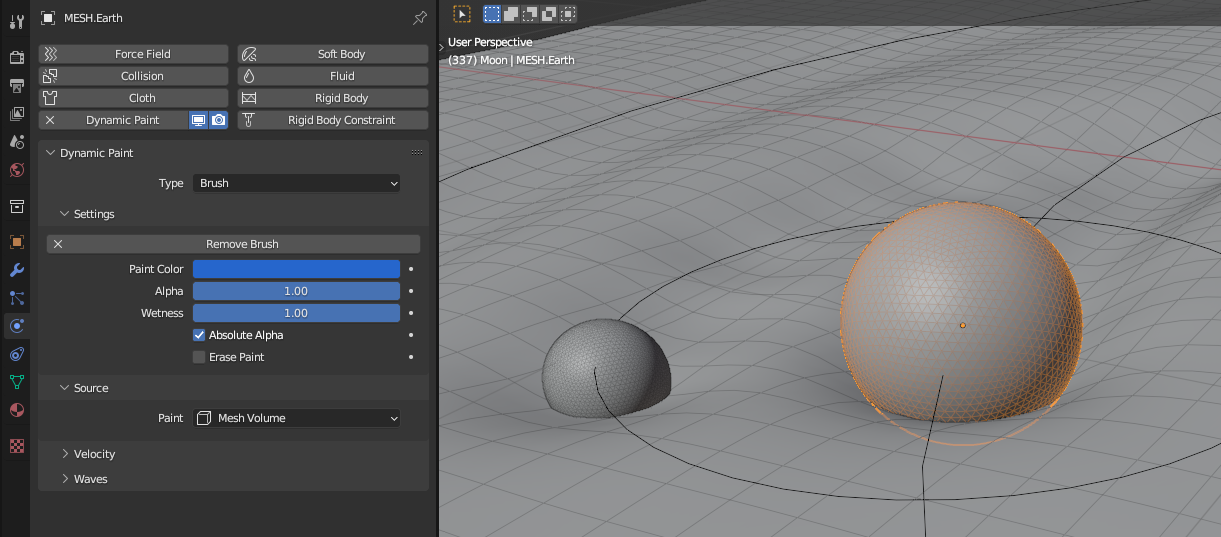 MESH.Earth
Force Field
Soft Body
Collision
Fluid
Cloth
Rigid Body
Dynamic Paint
Rigid Body Constraint
Dynamic Paint
Type
Brush
Settings
Remove Brush
Paint Color
Alpha
1.00
Wetness
1.00
Absolute Alpha
Erase Paint
Source
Paint
Mesh Volume
Velocity
Waves
User Perspective
(337) Moon | MESH.Earth